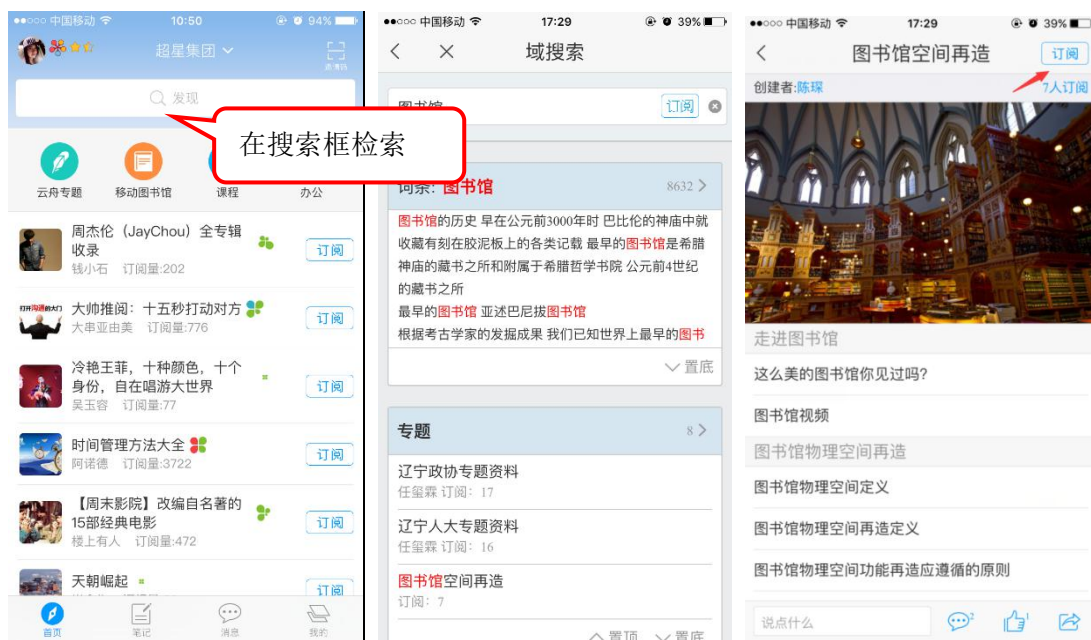 中国移动 10:50 94%
超星集团
邀请码
发现
在搜索框检索
云舟专题 移动图书馆 课程 办公
周杰伦（JayChou）全专辑
收录
钱小石 订阅量:202
订阅
打开沟通的大门
大帅推阅：十五秒打动对方
大串亚由美 订阅量:776
订阅
冷艳王菲，十种颜色，十个
身份，自在唱游大世界
吴玉容 订阅量:77
订阅
时间管理方法大全
阿诺德 订阅量:3722
订阅
【周末影院】改编自名著的
15部经典电影
楼上有人 订阅量:472
订阅
天朝崛起
订阅
首页 笔记 消息 我的
中国移动 17:29 39%
域搜索
图书馆 订阅
词条: 图书馆 8632
图书馆的历史 早在公元前3000年时 巴比伦的神庙中就
收藏有刻在胶泥板上的各类记载 最早的图书馆是希腊
神庙的藏书之所和附属于希腊哲学书院 公元前4世纪
的藏书之所
最早的图书馆 亚述巴尼拔图书馆
根据考古学家的发掘成果 我们已知世界上最早的图书
置底
专题 8
辽宁政协专题资料
任玺霖 订阅：17
辽宁人大专题资料
任玺霖 订阅：16
图书馆空间再造
订阅：7
置顶 置底
中国移动 17:29 39%
图书馆空间再造 订阅
创建者:陈琛 7人订阅
走进图书馆
这么美的图书馆你见过吗?
图书馆视频
图书馆物理空间再造
图书馆物理空间定义
图书馆物理空间再造定义
图书馆物理空间功能再造应遵循的原则
说点什么 2 1